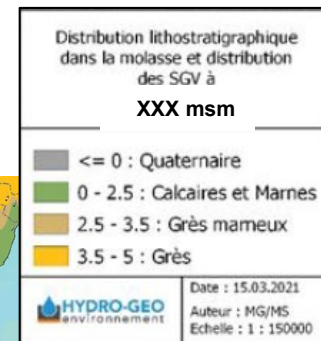 Distribution lithostratigraphique
dans la molasse et distribution
des SGV à
XXX msm
<= 0 : Quaternaire
0 - 2.5 : Calcaires et Marnes
2.5 - 3.5 : Grès marneux
3.5 - 5 : Grès
HYDRO-GEO
environnement
Date : 15.03.2021
Auteur : MG/MS
Echelle : 1 : 150000